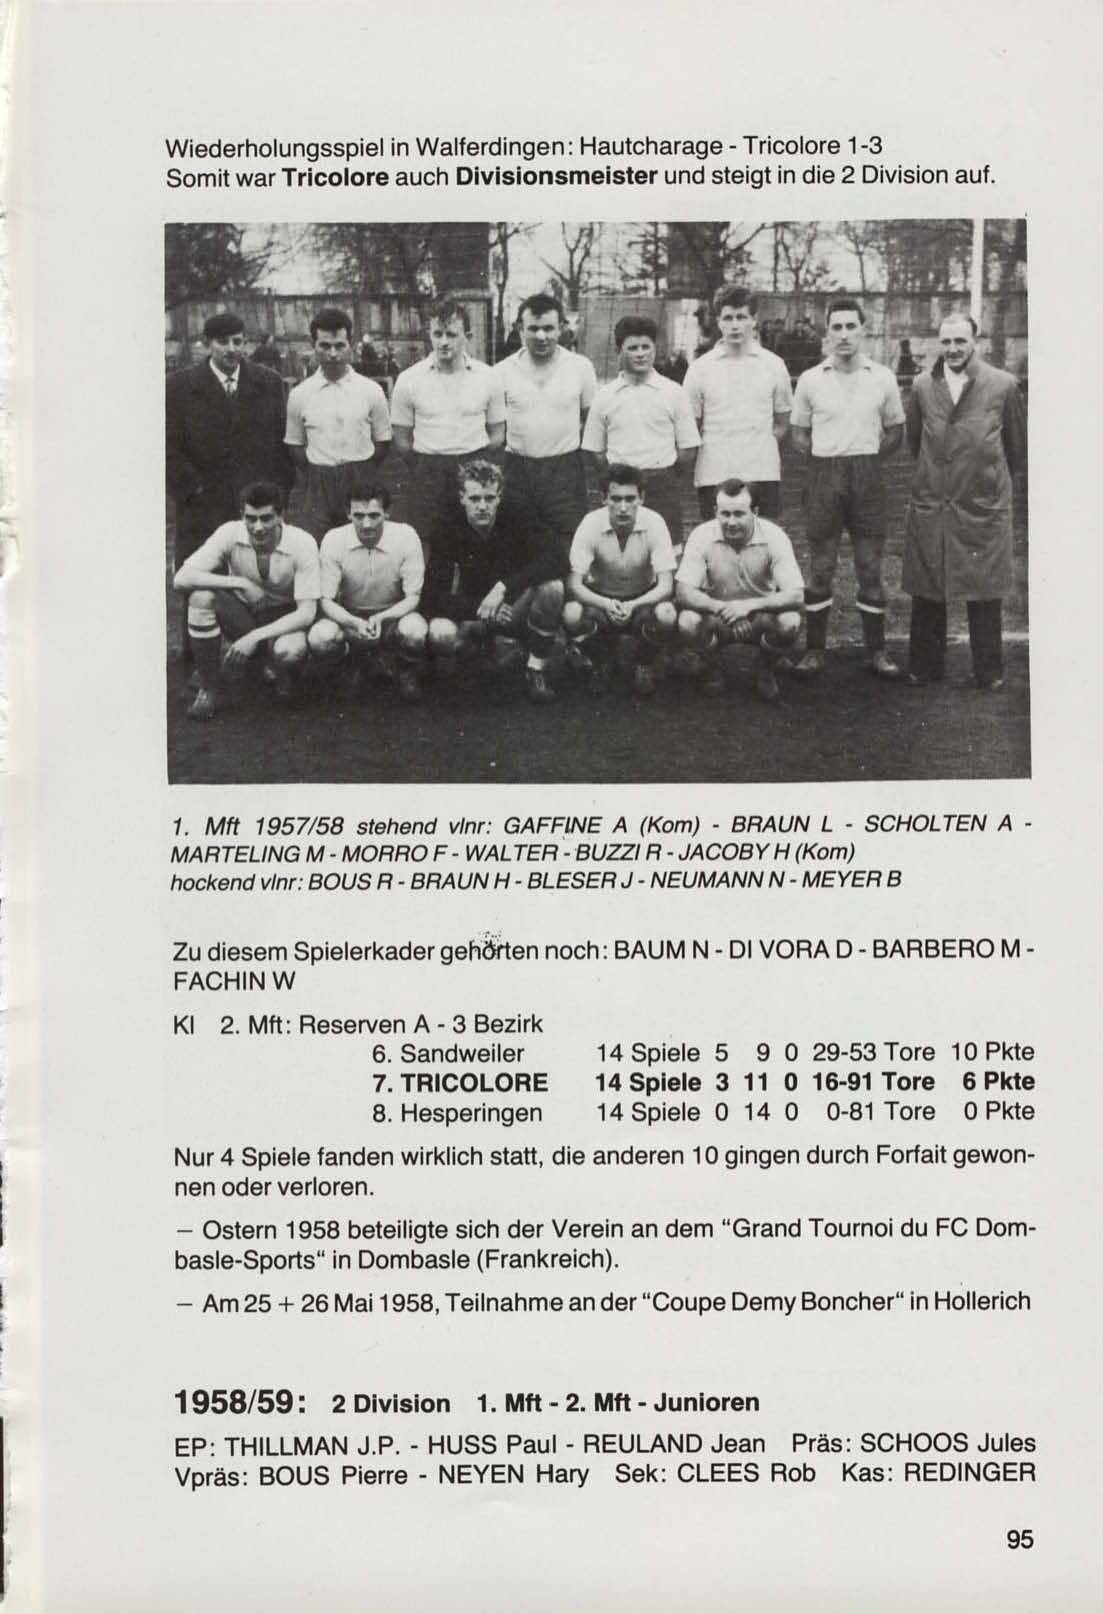 Wiederholungsspiel in Walferdingen: Hautcharage - Tricolore 1-3
Somit war Tricolore auch Divisionsmeister und steigt in die 2 Division auf.
1. Mft 1957/58 stehend vlnr: GAFFINE A (Kom) - BRAUN L - SCHOLTEN A -
MARTELING M - MORRO F - WALTER - BUZZI R - JACOBY H (Kom)
hockend vlnr: BOUS R - BRAUN H - BLESER J - NEUMANN N - MEYER B
Zu diesem Spielerkader gehörten noch: BAUM N - DI VORA D - BARBERO M -
FACHIN W
Kl 2. Mft: Reserven A - 3 Bezirk
6. Sandweiler 14 Spiele 5 9 0 29-53 Tore 10 Pkte
7. TRICOLORE 14 Spiele 3 11 0 16-91 Tore 6 Pkte
8. Hesperingen 14 Spiele 0 14 0 0-81 Tore 0 Pkte
Nur 4 Spiele fanden wirklich statt, die anderen 10 gingen durch Forfait gewon-
nen oder verloren.
– Ostern 1958 beteiligte sich der Verein an dem "Grand Tournoi du FC Dom-
basle-Sports" in Dombasle (Frankreich).
– Am 25 + 26 Mai 1958, Teilnahme an der "Coupe Demy Boncher" in Hollerich
1958/59: 2 Division 1. Mft - 2. Mft - Junioren
EP: THILLMAN J.P. - HUSS Paul - REULAND Jean Präs: SCHOOS Jules
Vpräs: BOUS Pierre - NEYEN Hary Sek: CLEES Rob Kas: REDINGER
95